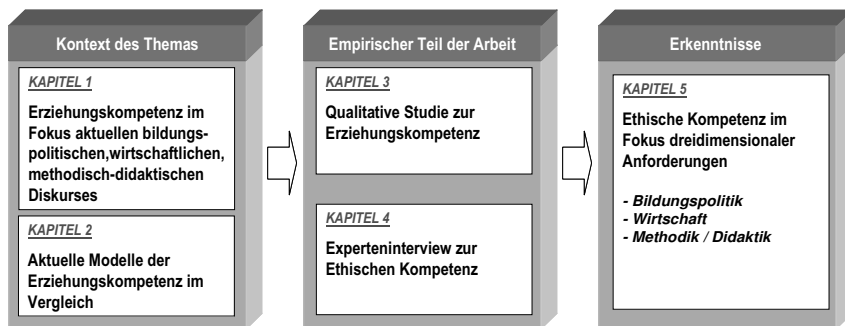 Kontext des Themas
KAPITEL 1
Erziehungskompetenz im
Fokus aktuellen bildungs-
politischen,wirtschaftlichen,
methodisch-didaktischen
Diskurses
KAPITEL 2
Aktuelle Modelle der
Erziehungskompetenz im
Vergleich
Empirischer Teil der Arbeit
KAPITEL 3
Qualitative Studie zur
Erziehungskompetenz
KAPITEL 4
Experteninterview zur
Ethischen Kompetenz
Erkenntnisse
KAPITEL 5
Ethische Kompetenz im
Fokus dreidimensionaler
Anforderungen
- Bildungspolitik
- Wirtschaft
- Methodik / Didaktik